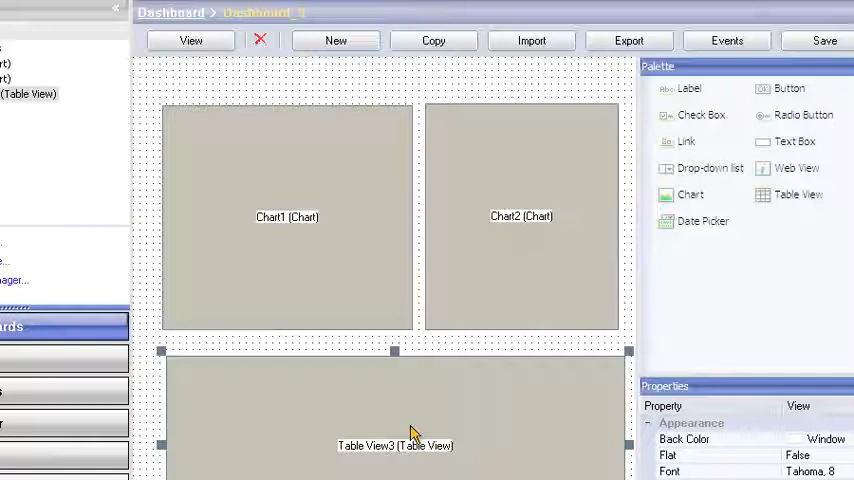 Dashboard >
View
New
Copy
Import
Export
Events
Save
rt)
rt)
(Table View)
ager...
ards
Chart1 (Chart)
Chart2 (Chart)
Table View3 (Table View)
Palette
Label
Button
Check Box
Radio Button
Link
Text Box
Drop-down list
Web View
Chart
Table View
Date Picker
Properties
Property View
Appearance
Back Color Window
Flat False
Font Tahoma, 8